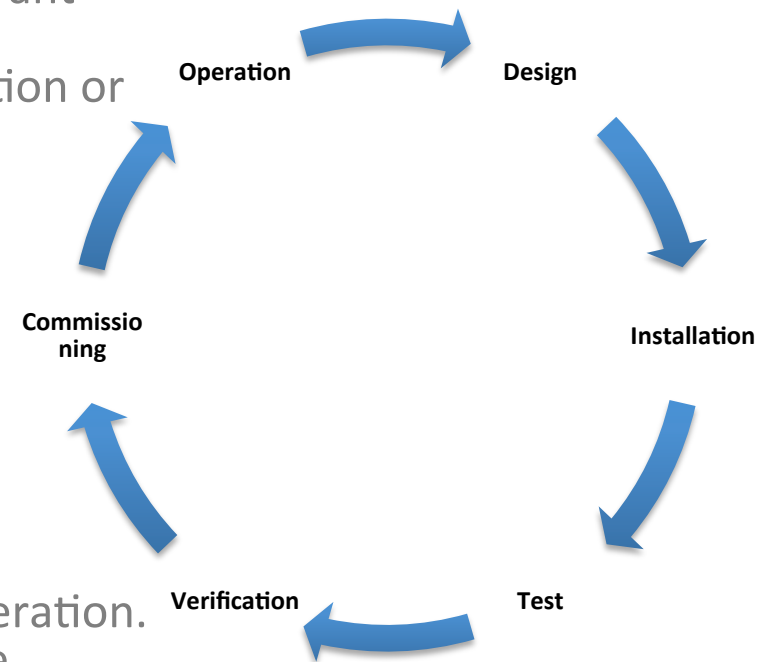 tion or
Operation
Design
Commissio
ning
Installation
eration.
Verification
Test